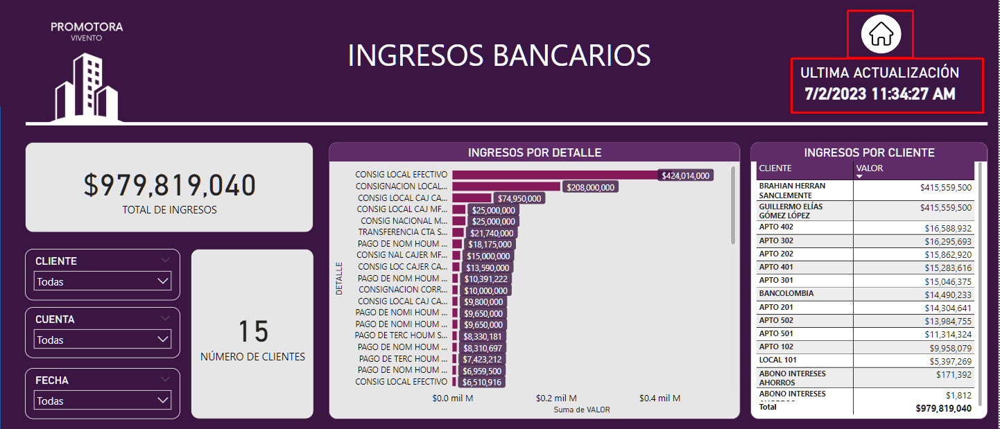 PROMOTORA
VIVENTO
INGRESOS BANCARIOS
ULTIMA ACTUALIZACIÓN
7/2/2023 11:34:27 AM
$979,819,040
TOTAL DE INGRESOS
CLIENTE
Todas
CUENTA
Todas
FECHA
Todas
15
NÚMERO DE CLIENTES
INGRESOS POR DETALLE
DETALLE
CONSIG LOCAL EFECTIVO $424,014,000
CONSIGNACION LOCAL... $208,000,000
CONSIG LOCAL CAJ CA... $74,950,000
CONSIG LOCAL CAJ MF... $25,000,000
CONSIG NACIONAL M... $25,000,000
TRANSFERENCIA CTA S... $21,740,000
PAGO DE NOM HOUM ... $18,175,000
CONSIG NAL CAJER MF... $15,000,000
CONSIG LOC CAJER CA... $13,590,000
PAGO DE NOM HOUM ... $10,391,222
CONSIGNACION CORR... $10,000,000
CONSIG LOCAL CAJ CA... $9,800,000
PAGO DE NOMI HOUM ... $9,650,000
PAGO DE NOMI HOUM ... $9,650,000
PAGO DE TERC HOUM S... $8,330,181
PAGO DE NOM HOUM ... $8,310,697
PAGO DE TERC HOUM ... $7,423,212
PAGO DE NOM HOUM ... $6,959,500
CONSIG LOCAL EFECTIVO $6,510,916
$0.0 mil M $0.2 mil M $0.4 mil M
Suma de VALOR
INGRESOS POR CLIENTE
CLIENTE VALOR
BRAHIAN HERRAN $415,559,500
SANCLEMENTE
GUILLERMO ELÍAS $415,559,500
GÓMEZ LÓPEZ
APTO 402 $16,588,932
APTO 302 $16,295,693
APTO 202 $15,862,920
APTO 401 $15,283,616
APTO 301 $15,046,375
BANCOLOMBIA $14,490,233
APTO 201 $14,304,641
APTO 502 $13,984,755
APTO 501 $11,314,324
APTO 102 $9,958,079
LOCAL 101 $5,397,269
ABONO INTERESES $171,392
AHORROS
ABONO INTERESES $1,812
Total $979,819,040